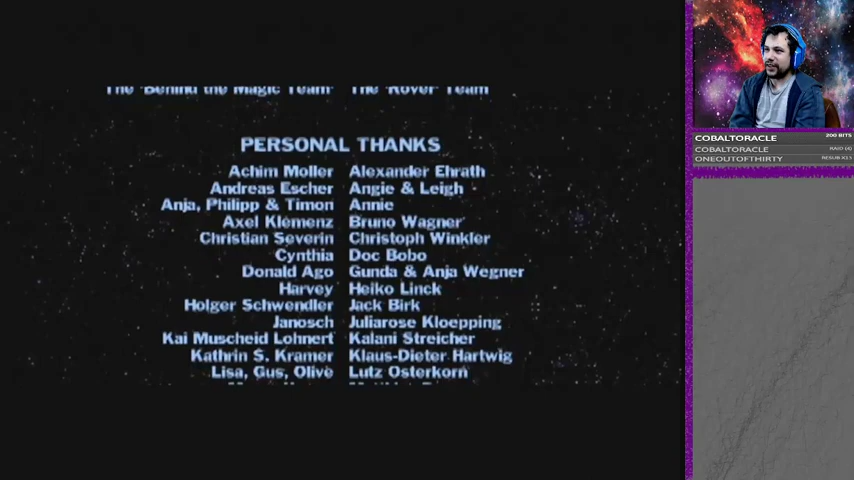 The 'Behind the Magic Team' The 'Rover' Team
PERSONAL THANKS
Achim Moller Alexander Ehrath
Andreas Escher Angie & Leigh
Anja, Philipp & Timon Annie
Axel Klemenz Bruno Wagner
Christian Severin Christoph Winkler
Cynthia Doc Bobo
Donald Ago Gunda & Anja Wegner
Harvey Heiko Linck
Holger Schwendler Jack Birk
Janosch Juliarose Kloepping
Kai Muscheid Lohnert Kalani Streicher
Kathrin S. Kramer Klaus-Dieter Hartwig
Lisa, Gus, Olive Lutz Osterkorn
COBALTORACLE 200 BITS
COBALTORACLE RAID (4)
ONEOUTOFTHIRTY RESUB X11